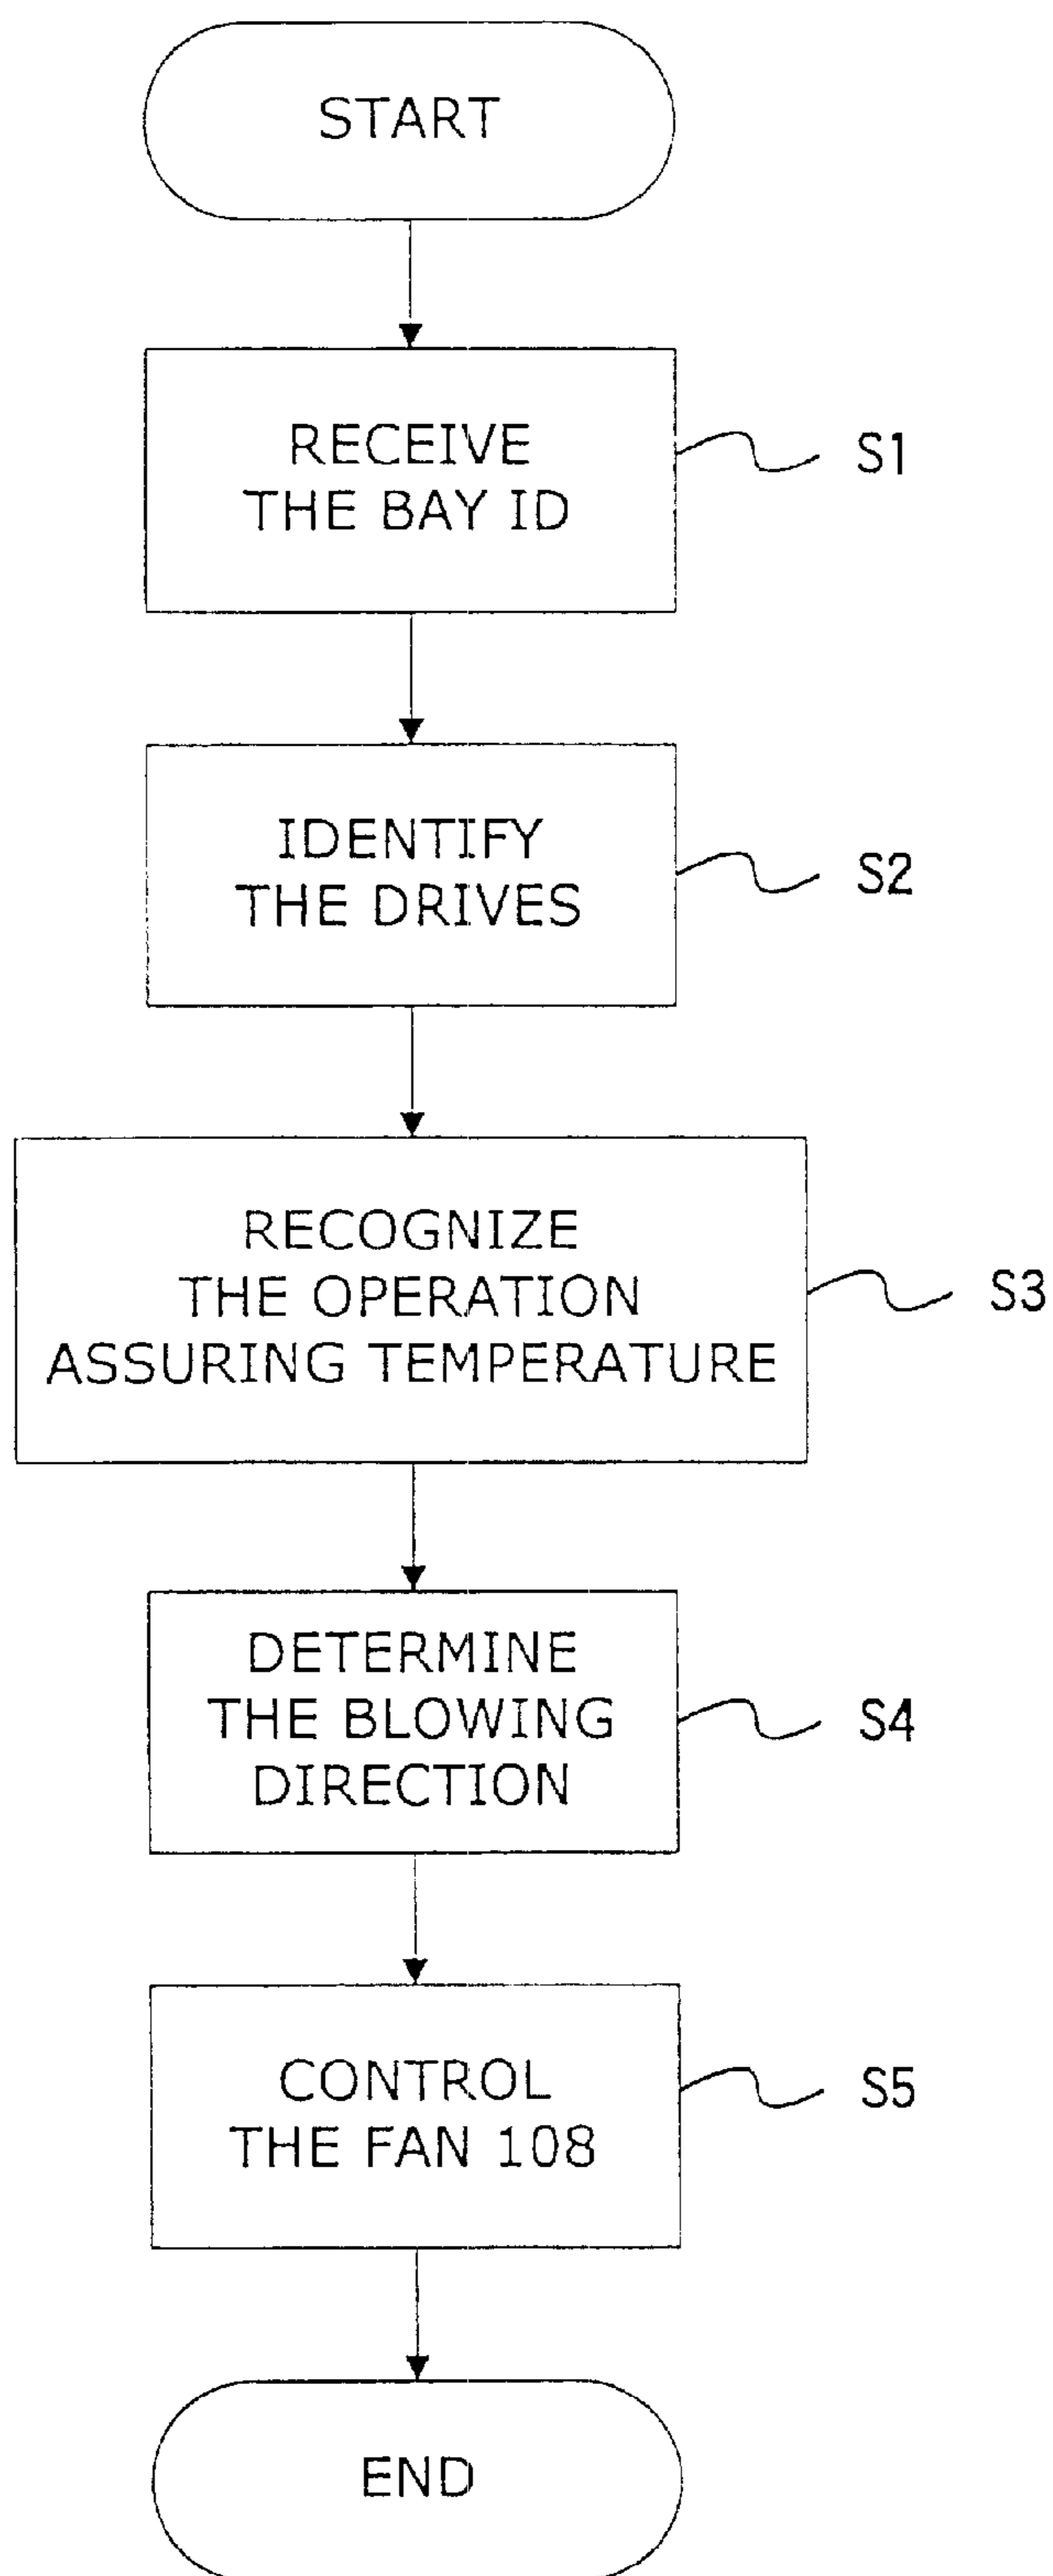 START
RECEIVE
THE BAY ID
S1
IDENTIFY
THE DRIVES
S2
RECOGNIZE
THE OPERATION
ASSURING TEMPERATURE
S3
DETERMINE
THE BLOWING
DIRECTION
S4
CONTROL
THE FAN 108
S5
END